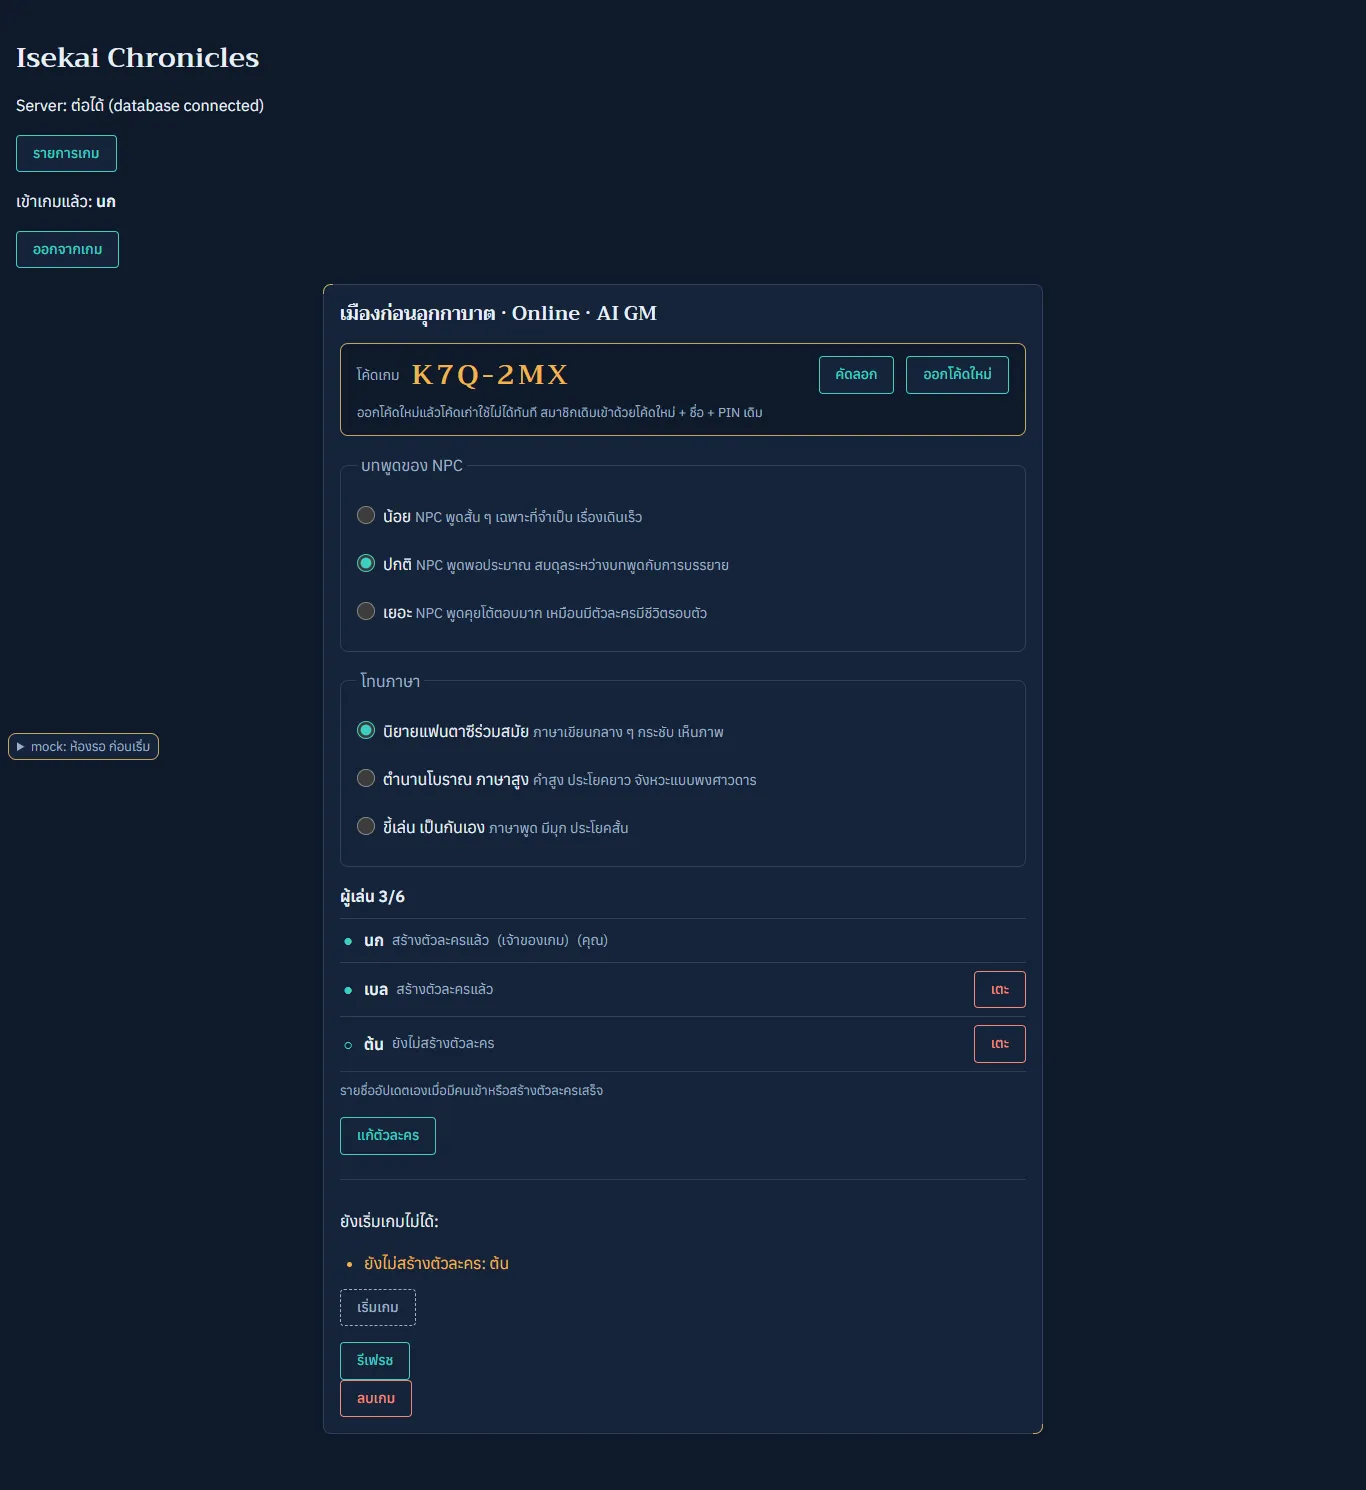 Isekai Chronicles
Server: ต่อได้ (database connected)
รายการเกม
เข้าเกมแล้ว: นก
ออกจากเกม
เมืองก่อนอุกกาบาต · Online · AI GM
โค้ดเกม K7Q-2MX คัดลอก ออกโค้ดใหม่
ออกโค้ดใหม่แล้วโค้ดเก่าใช้ไม่ได้ทันที สมาชิกเดิมเข้าด้วยโค้ดใหม่ + ชื่อ + PIN เดิม
บทพูดของ NPC
น้อย NPC พูดสั้น ๆ เฉพาะที่จำเป็น เรื่องเดินเร็ว
ปกติ NPC พูดพอประมาณ สมดุลระหว่างบทพูดกับการบรรยาย
เยอะ NPC พูดคุยโต้ตอบมาก เหมือนมีตัวละครมีชีวิตรอบตัว
โทนภาษา
นิยายแฟนตาซีร่วมสมัย ภาษาเขียนกลาง ๆ กระชับ เห็นภาพ
▶ mock: ห้องรอ ก่อนเริ่ม
ตำนานโบราณ ภาษาสูง คำสูง ประโยคยาว จังหวะแบบพงศาวดาร
ขี้เล่น เป็นกันเอง ภาษาพูด มีมุก ประโยคสั้น
ผู้เล่น 3/6
นก สร้างตัวละครแล้ว (เจ้าของเกม) (คุณ)
เบล สร้างตัวละครแล้ว เตะ
ต้น ยังไม่สร้างตัวละคร เตะ
รายชื่ออัปเดตเองเมื่อมีคนเข้าหรือสร้างตัวละครเสร็จ
แก้ตัวละคร
ยังเริ่มเกมไม่ได้:
• ยังไม่สร้างตัวละคร: ต้น
เริ่มเกม
รีเฟรช
ลบเกม